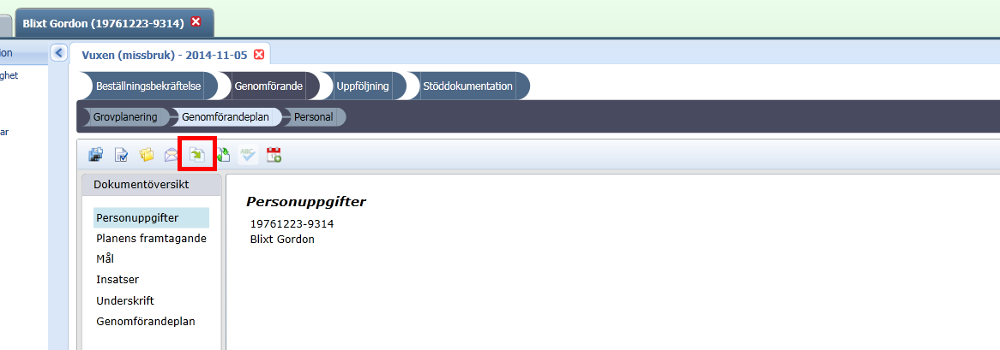 Blixt Gordon (19761223-9314)
ion
Vuxen (missbruk) - 2014-11-05
ghet
Beställningsbekräftelse Genomförande Uppföljning Stöddokumentation
Grovplanering Genomförandeplan Personal
ar
ABC
Dokumentöversikt
Personuppgifter
Planens framtagande
Mål
Insatser
Underskrift
Genomförandeplan
Personuppgifter
19761223-9314
Blixt Gordon